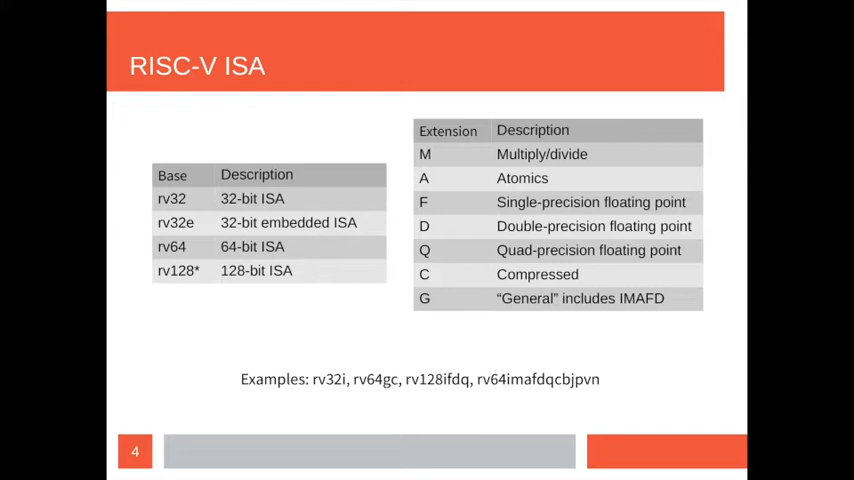 RISC-V ISA
Base Description
rv32 32-bit ISA
rv32e 32-bit embedded ISA
rv64 64-bit ISA
rv128* 128-bit ISA
Extension Description
M Multiply/divide
A Atomics
F Single-precision floating point
D Double-precision floating point
Q Quad-precision floating point
C Compressed
G “General” includes IMAFD
Examples: rv32i, rv64gc, rv128ifdq, rv64imafdqcbjpvn
4